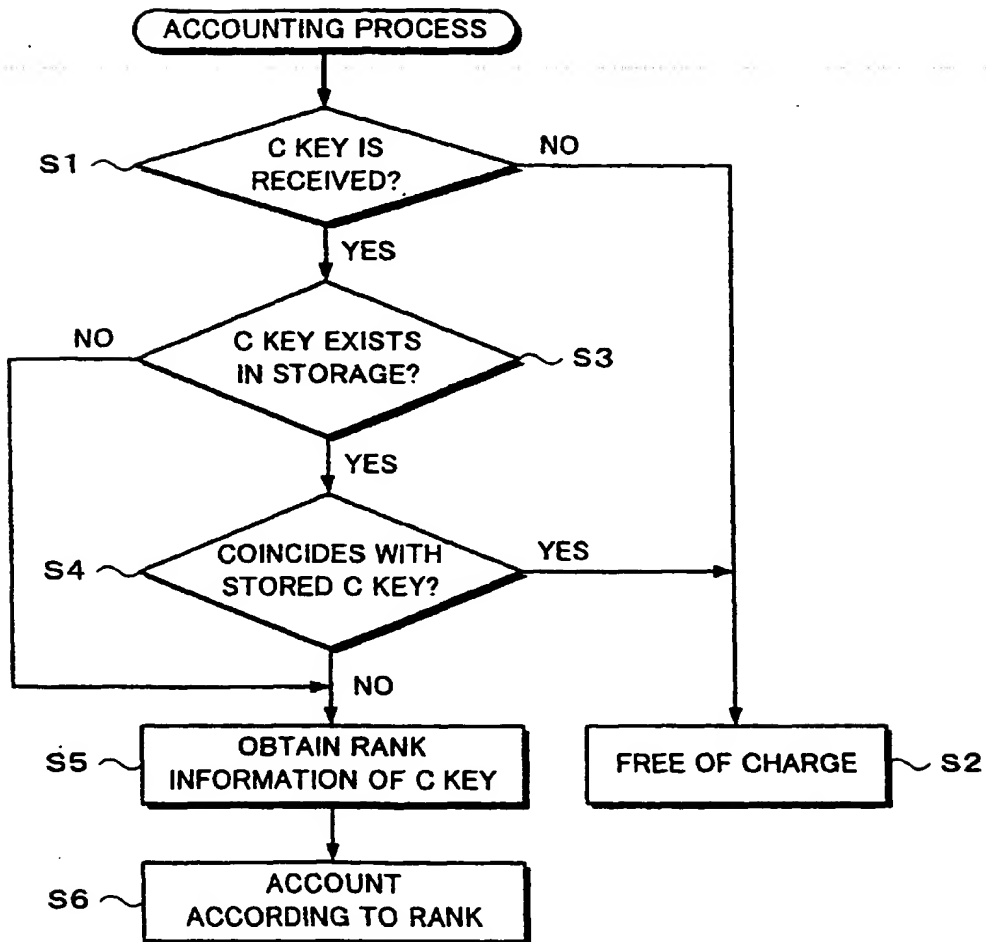 ACCOUNTING PROCESS
S1
C KEY IS
RECEIVED?
NO
YES
NO
C KEY EXISTS
IN STORAGE?
S3
YES
S4
COINCIDES WITH
STORED C KEY?
YES
NO
S5
OBTAIN RANK
INFORMATION OF C KEY
FREE OF CHARGE
S2
S6
ACCOUNT
ACCORDING TO RANK